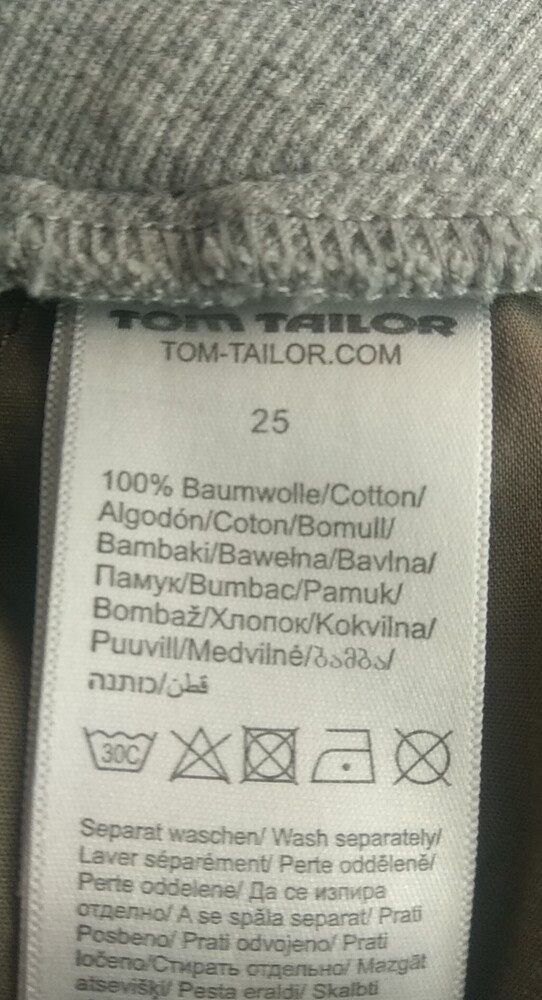 TOM TAILOR
TOM-TAILOR.COM
25
100% Baumwolle/Cotton/
Algodón/Coton/Bomull/
Bambaki/Bawełna/Bavlna/
Памук/Bumbac/Pamuk/
Bombaž/Хлопок/Kokvilna/
Puuvill/Medvilné/ბამბა/
قطن/כותנה
30C
Separat waschen/ Wash separately/
Laver séparément/ Perte odděleně/
Perte oddelene/ Да се изпира
отделно/ A se spăla separat/ Prati
Posbeno/ Prati odvojeno/ Prati
ločeno/Стирать отдельно/ Mazgāt
atsevišķi/ Pesta eraldi/ Skalbti